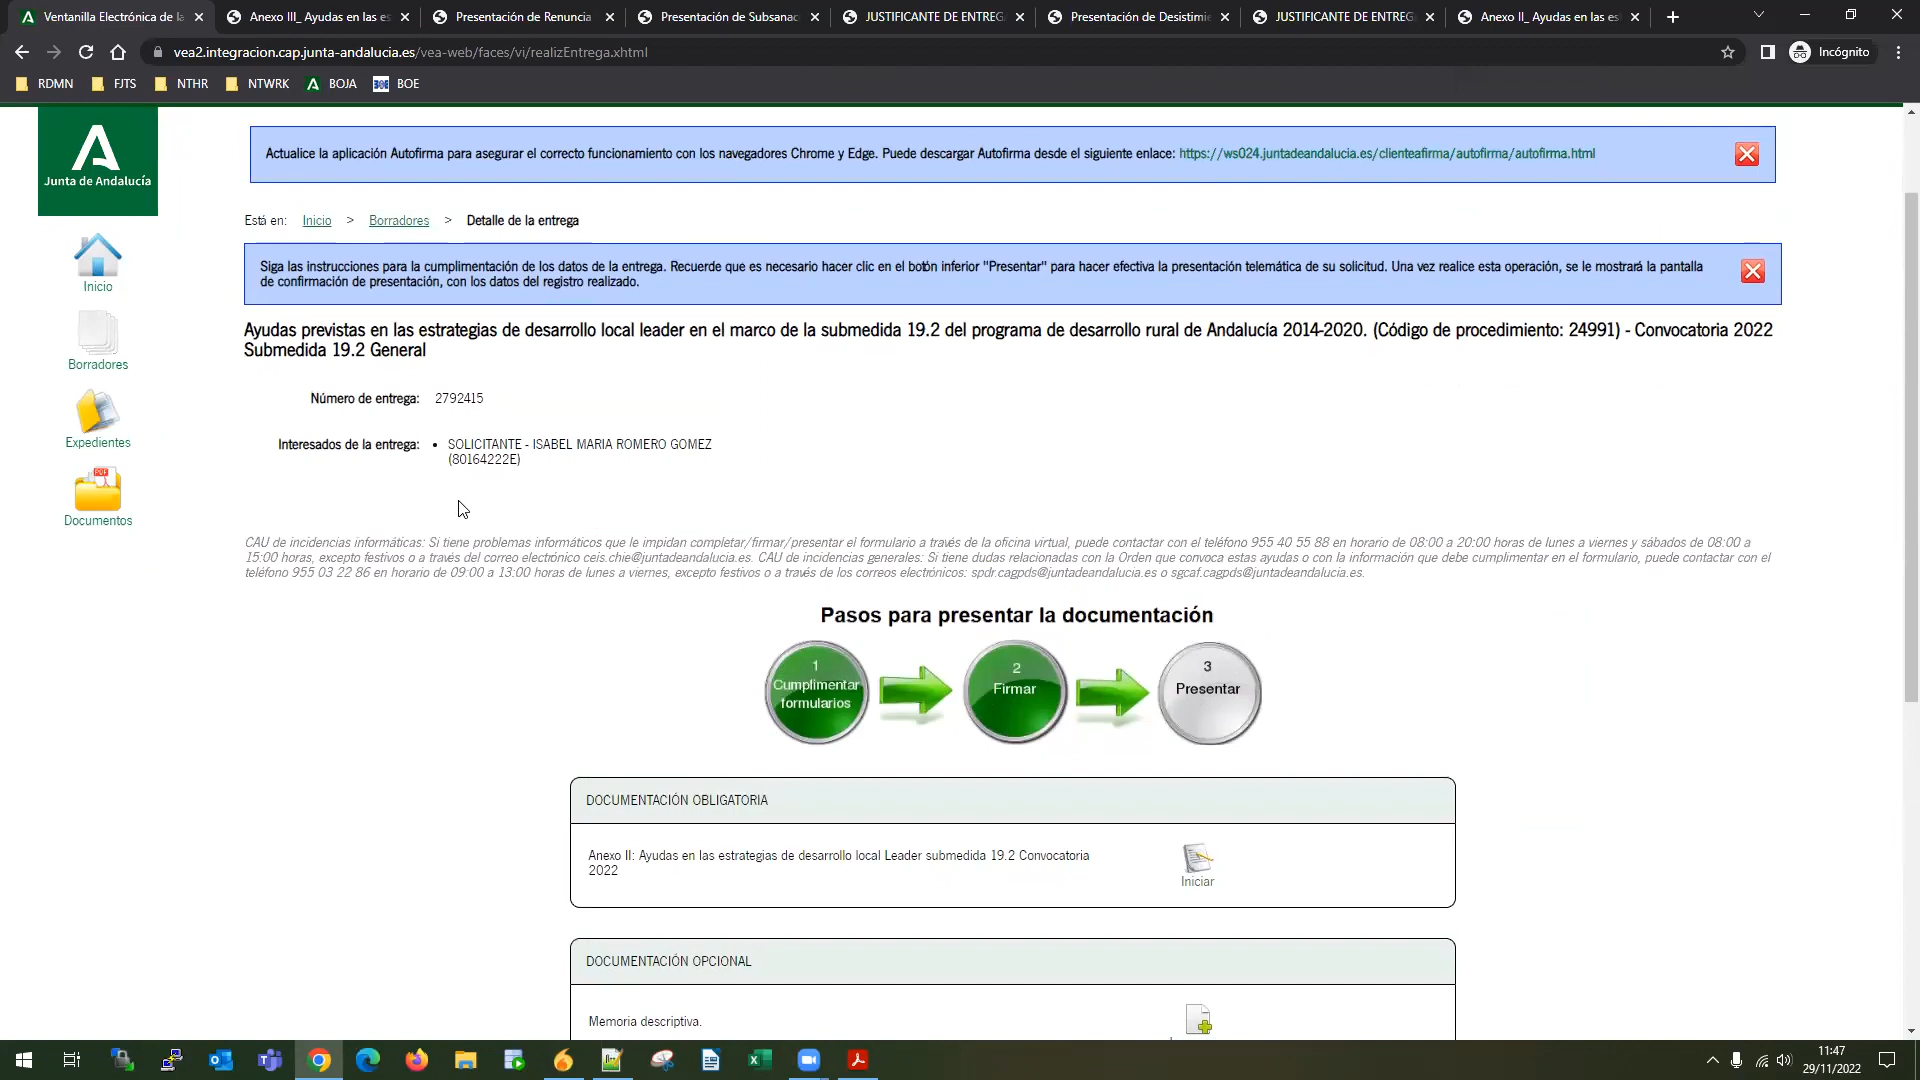 Ventanilla Electrónica de la
Anexo III_ Ayudas en las es
Presentación de Renuncia
Presentación de Subsanac
JUSTIFICANTE DE ENTREG
Presentación de Desistimie
JUSTIFICANTE DE ENTREG
Anexo II_ Ayudas en las es
vea2.integracion.cap.junta-andalucia.es/vea-web/faces/vi/realizEntrega.xhtml
Incógnito
RDMN
FJTS
NTHR
NTWRK
BOJA
BOE
Junta de Andalucía
Inicio
Borradores
Expedientes
PDF
Documentos
Actualice la aplicación Autofirma para asegurar el correcto funcionamiento con los navegadores Chrome y Edge. Puede descargar Autofirma desde el siguiente enlace: https://ws024.juntadeandalucia.es/clienteafirma/autofirma/autofirma.html
Está en: Inicio > Borradores > Detalle de la entrega
Siga las instrucciones para la cumplimentación de los datos de la entrega. Recuerde que es necesario hacer clic en el botón inferior "Presentar" para hacer efectiva la presentación telemática de su solicitud. Una vez realice esta operación, se le mostrará la pantalla
de confirmación de presentación, con los datos del registro realizado.
Ayudas previstas en las estrategias de desarrollo local leader en el marco de la submedida 19.2 del programa de desarrollo rural de Andalucía 2014-2020. (Código de procedimiento: 24991) - Convocatoria 2022
Submedida 19.2 General
Número de entrega: 2792415
Interesados de la entrega: • SOLICITANTE - ISABEL MARIA ROMERO GOMEZ
(80164222E)
CAU de incidencias informáticas: Si tiene problemas informáticos que le impidan completar/firmar/presentar el formulario a través de la oficina virtual, puede contactar con el teléfono 955 40 55 88 en horario de 08:00 a 20:00 horas de lunes a viernes y sábados de 08:00 a
15:00 horas, excepto festivos o a través del correo electrónico ceis.chie@juntadeandalucia.es. CAU de incidencias generales: Si tiene dudas relacionadas con la Orden que convoca estas ayudas o con la información que debe cumplimentar en el formulario, puede contactar con el
teléfono 955 03 22 86 en horario de 09:00 a 13:00 horas de lunes a viernes, excepto festivos o a través de los correos electrónicos: spdr.cagpds@juntadeandalucia.es o sgcaf.cagpds@juntadeandalucia.es.
Pasos para presentar la documentación
1
Cumplimentar
formularios
2
Firmar
3
Presentar
DOCUMENTACIÓN OBLIGATORIA
Anexo II: Ayudas en las estrategias de desarrollo local Leader submedida 19.2 Convocatoria
2022
Iniciar
DOCUMENTACIÓN OPCIONAL
Memoria descriptiva.
11:47
29/11/2022